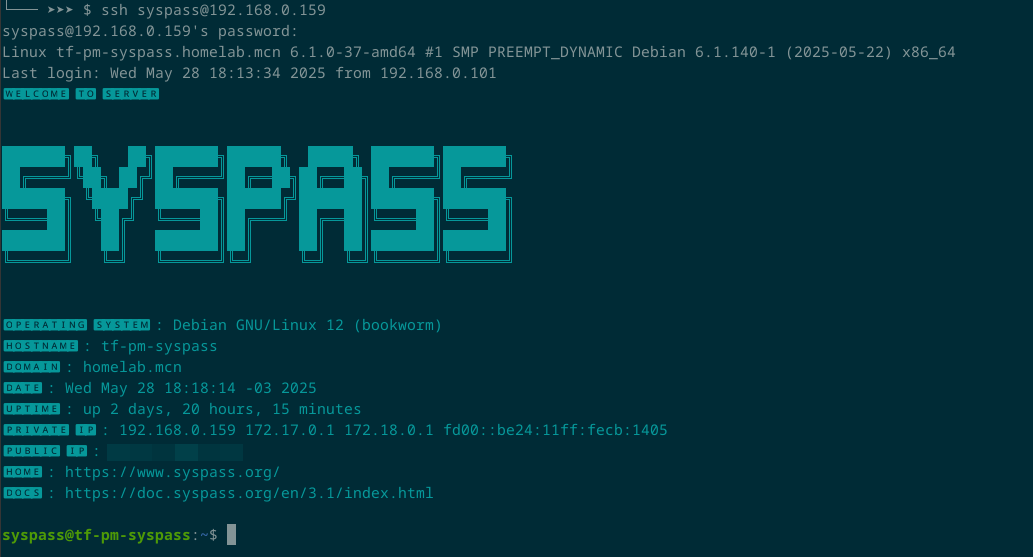 └── ➤➤➤ $ ssh syspass@192.168.0.159
syspass@192.168.0.159's password:
Linux tf-pm-syspass.homelab.mcn 6.1.0-37-amd64 #1 SMP PREEMPT_DYNAMIC Debian 6.1.140-1 (2025-05-22) x86_64
Last login: Wed May 28 18:13:34 2025 from 192.168.0.101
WELCOME TO SERVER
SYSPASS
OPERATING SYSTEM : Debian GNU/Linux 12 (bookworm)
HOSTNAME : tf-pm-syspass
DOMAIN : homelab.mcn
DATE : Wed May 28 18:18:14 -03 2025
UPTIME : up 2 days, 20 hours, 15 minutes
PRIVATE IP : 192.168.0.159 172.17.0.1 172.18.0.1 fd00::be24:11ff:fecb:1405
PUBLIC IP :
HOME : https://www.syspass.org/
DOCS : https://doc.syspass.org/en/3.1/index.html
syspass@tf-pm-syspass:~$